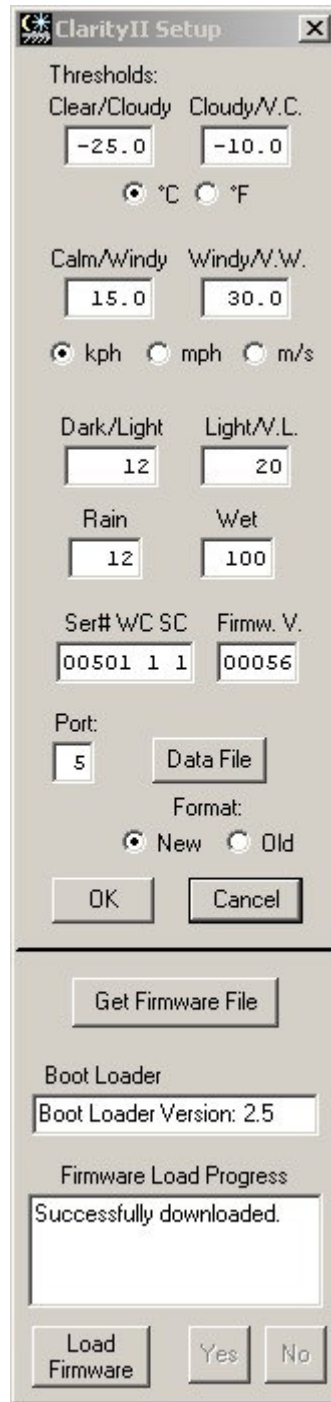 ClarityII Setup
Thresholds:
Clear/Cloudy Cloudy/V.C.
-25.0 -10.0
°C °F
Calm/Windy Windy/V.W.
15.0 30.0
kph mph m/s
Dark/Light Light/V.L.
12 20
Rain Wet
12 100
Ser# WC SC Firmw. V.
00501 1 1 00056
Port:
5 Data File
Format:
New Old
OK Cancel
Get Firmware File
Boot Loader
Boot Loader Version: 2.5
Firmware Load Progress
Successfully downloaded.
Load
Firmware
Yes No